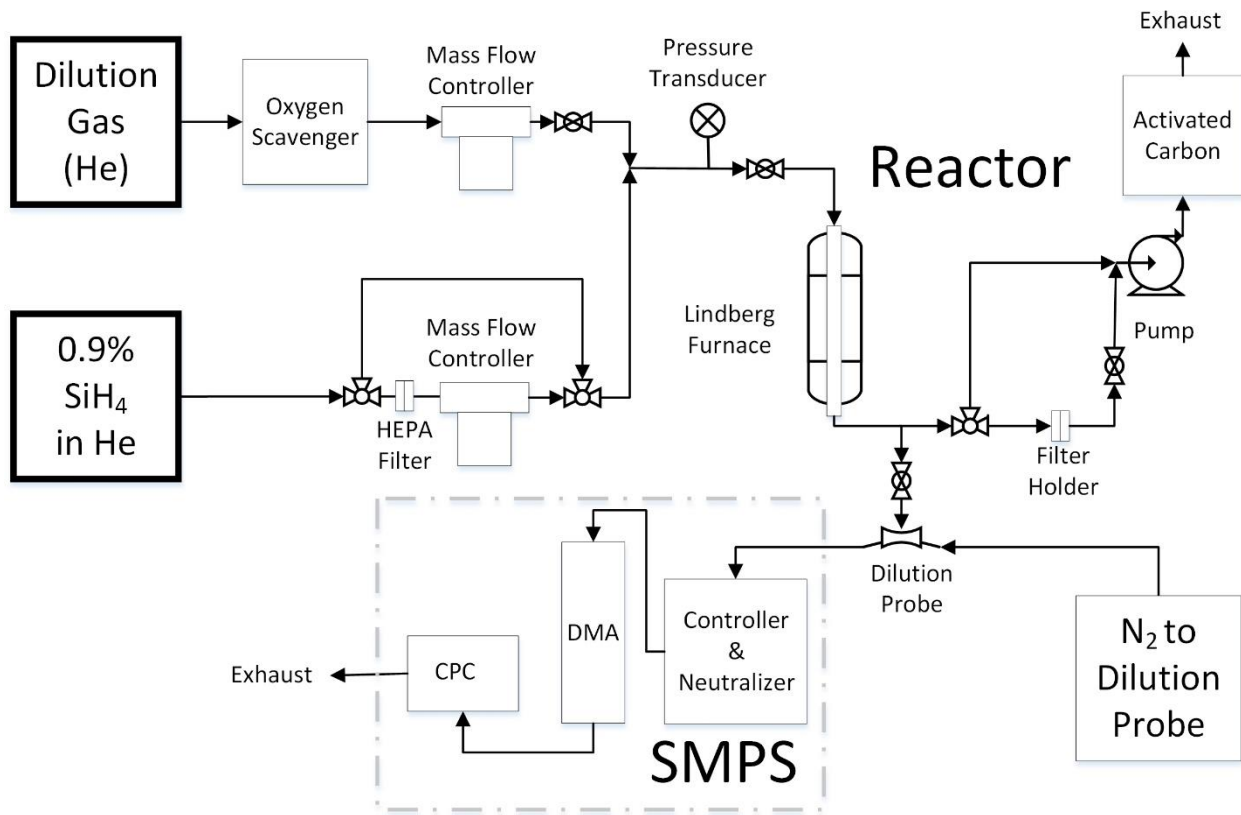 Exhaust
Dilution
Gas
(He)
Oxygen
Scavenger
Mass Flow
Controller
Pressure
Transducer
Reactor
Activated
Carbon
0.9%
SiH₄
in He
Mass Flow
Controller
HEPA
Filter
Lindberg
Furnace
Pump
Filter
Holder
Dilution
Probe
Controller
&
Neutralizer
DMA
CPC
Exhaust
SMPS
N₂ to
Dilution
Probe